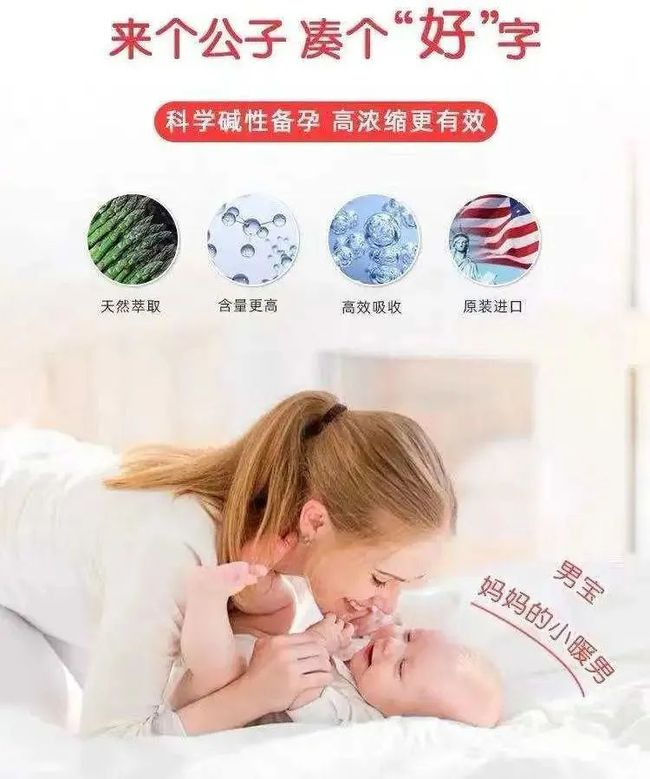 来个公子 凑个“好”字
科学碱性备孕 高浓缩更有效
天然萃取
含量更高
高效吸收
原装进口
男宝
妈妈的小暖男